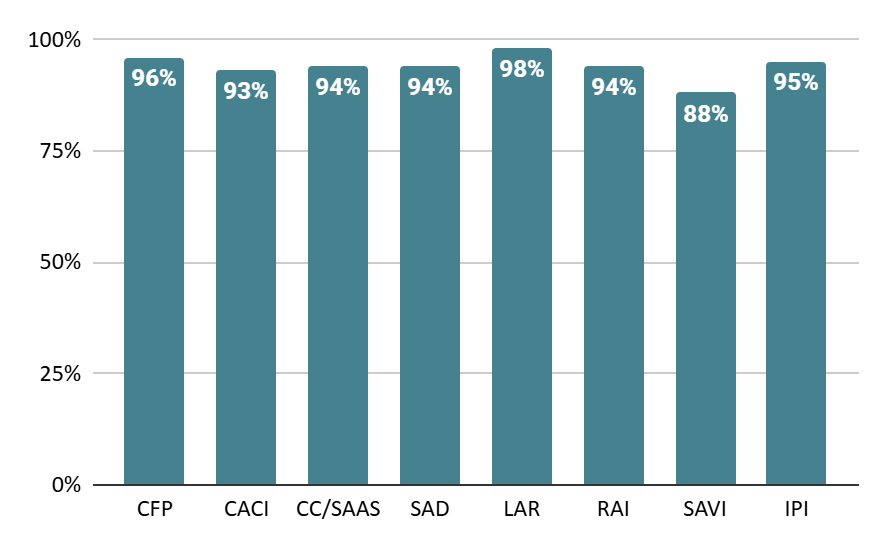 100%
75%
50%
25%
0%
96%
93%
94%
94%
98%
94%
88%
95%
CFP
CACI
CC/SAAS
SAD
LAR
RAI
SAVI
IPI